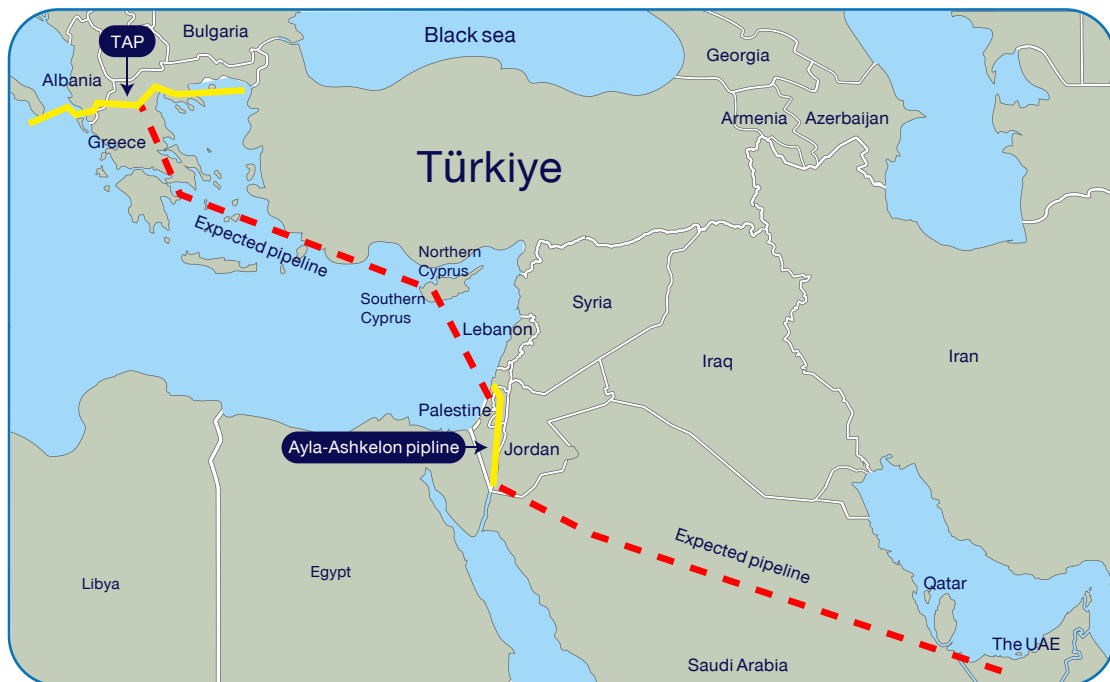 Bulgaria
Black sea
TAP
Georgia
Albania
Armenia
Azerbaijan
Greece
Türkiye
Expected pipeline
Northern
Cyprus
Southern
Cyprus
Syria
Lebanon
Iraq
Iran
Palestine
Ayla-Ashkelon pipline
Jordan
Expected pipeline
Libya
Egypt
Qatar
The UAE
Saudi Arabia